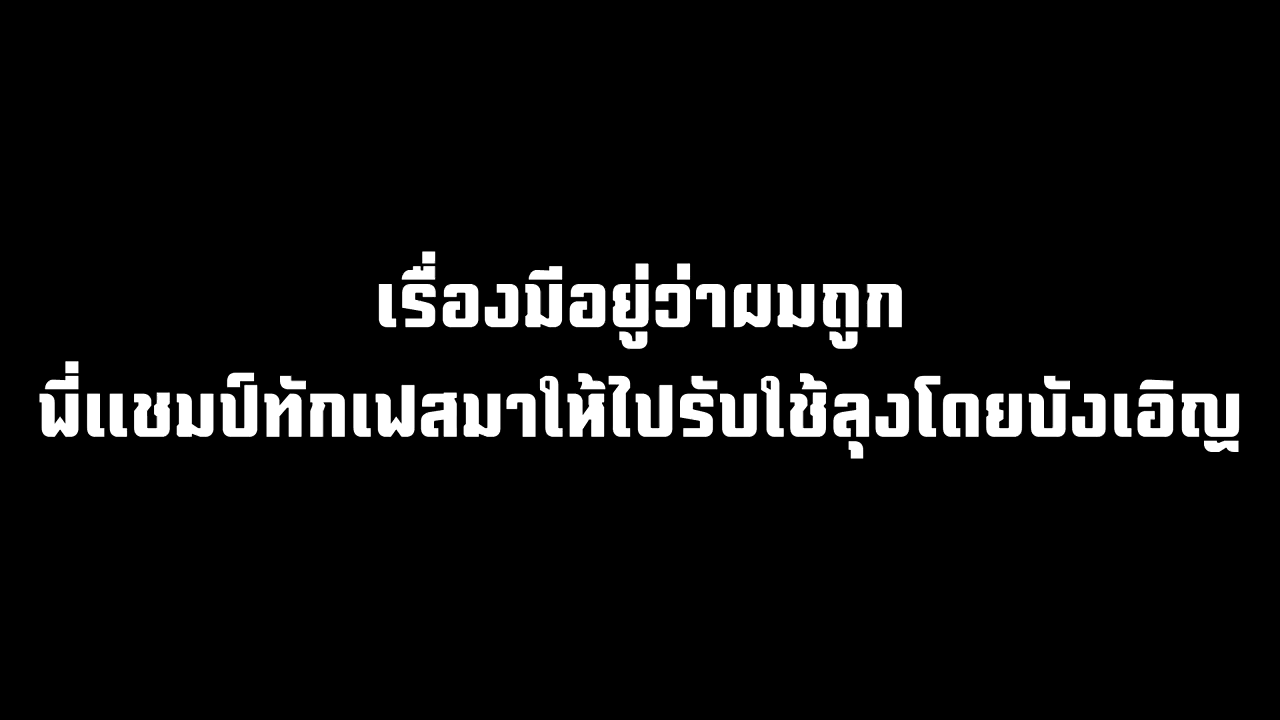 เรื่องมีอยู่ว่าผมถูก
พี่แชมป์ทักเฟสมาให้ไปรับใช้ลุงโดยบังเอิญ